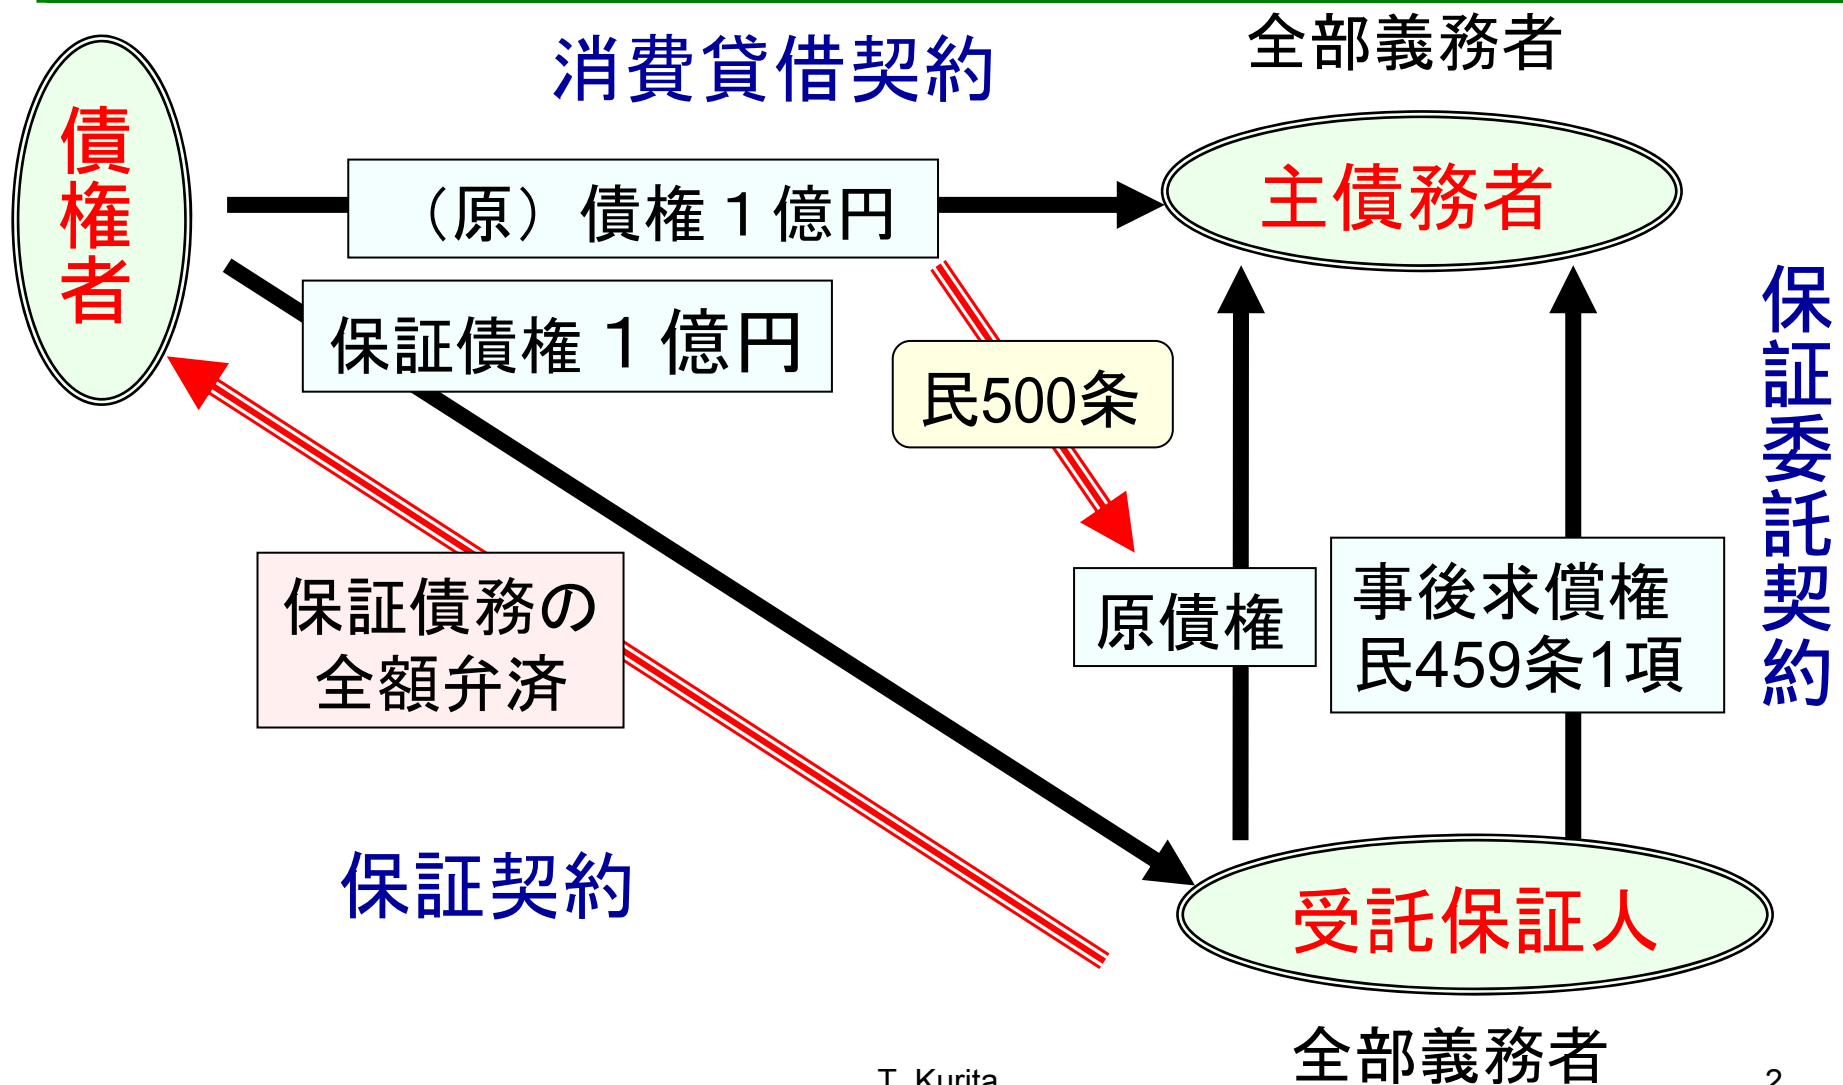 消費貸借契約
全部義務者
債権者
（原）債権１億円
主債務者
保証債権１億円
民500条
保証委託契約
保証債務の
全額弁済
原債権
事後求償権
民459条1項
保証契約
受託保証人
全部義務者
T. Kurita
2